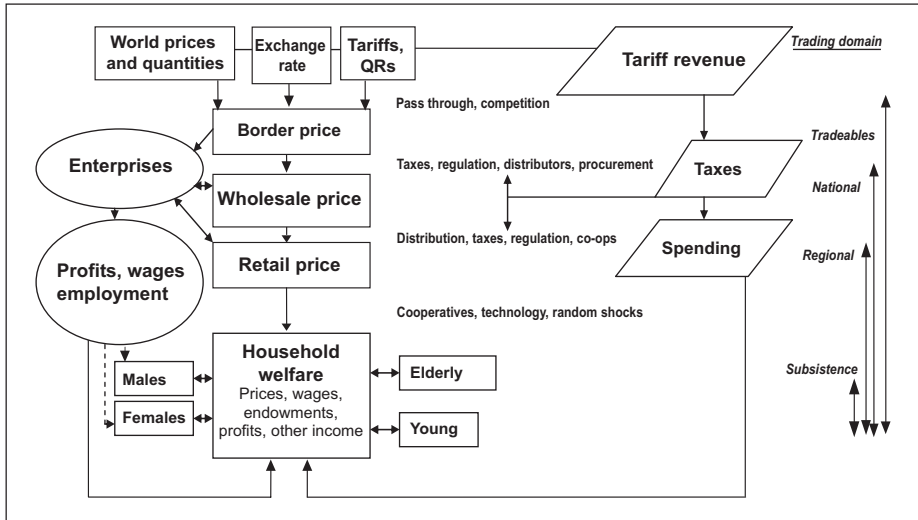 World prices
and quantities
Exchange
rate
Tariffs,
QRs
Tariff revenue
Trading domain
Pass through, competition
Border price
Tradeables
Enterprises
Taxes, regulation, distributors, procurement
Taxes
National
Wholesale price
Distribution, taxes, regulation, co-ops
Spending
Regional
Profits, wages
employment
Retail price
Cooperatives, technology, random shocks
Household
welfare
Prices, wages,
endowments,
profits, other income
Males
Females
Elderly
Young
Subsistence